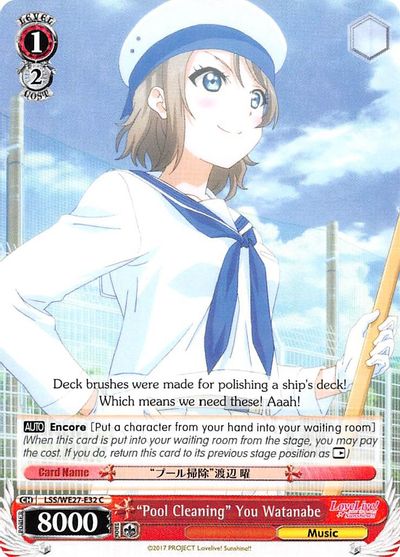 LEVEL
1
2
COST
Deck brushes were made for polishing a ship's deck!
Which means we need these! Aaah!
AUTO Encore [Put a character from your hand into your waiting room]
(When this card is put into your waiting room from the stage, you may pay
the cost. If you do, return this card to its previous stage position as
Card Name
"プール掃除"渡辺 曜
LSS/WE27-E32 C
POWER
8000
SOUL
"Pool Cleaning" You Watanabe
LoveLive!
Sunshine!!
Music
©2017 PROJECT Lovelive! Sunshine!!